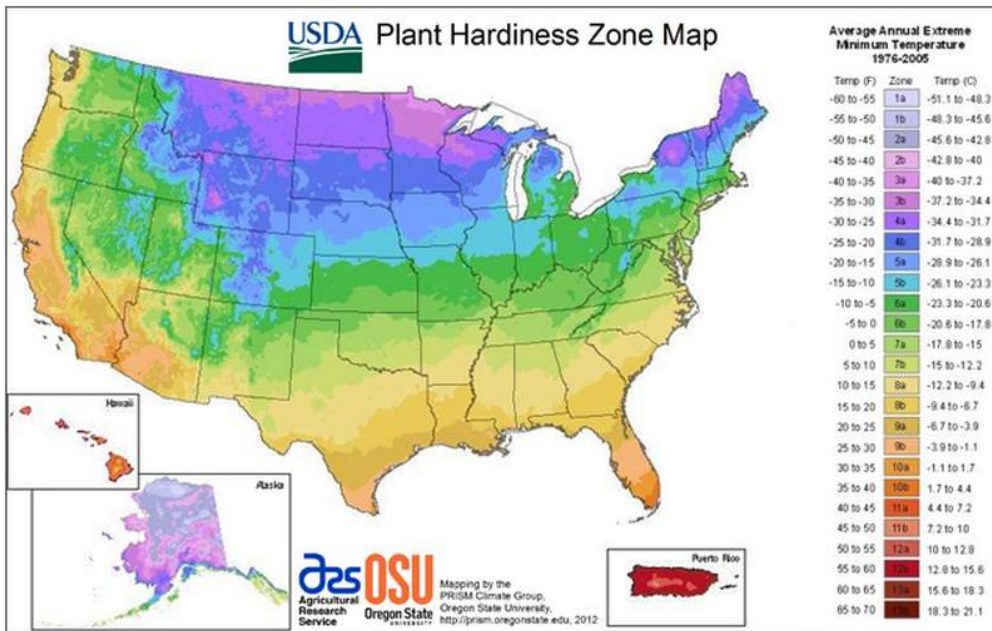 USDA
Plant Hardiness Zone Map
Average Annual Extreme
Minimum Temperature
1976-2005
Temp (F) Zone Temp (C)
-60 to -55 1a -51.1 to -48.3
-55 to -50 1b -48.3 to -45.6
-50 to -45 2a -45.6 to -42.8
-45 to -40 2b -42.8 to -40
-40 to -35 3a -40 to -37.2
-35 to -30 3b -37.2 to -34.4
-30 to -25 4a -34.4 to -31.7
-25 to -20 4b -31.7 to -28.9
-20 to -15 5a -28.9 to -26.1
-15 to -10 5b -26.1 to -23.3
-10 to -5 6a -23.3 to -20.6
-5 to 0 6b -20.6 to -17.8
0 to 5 7a -17.8 to -15
5 to 10 7b -15 to -12.2
10 to 15 8a -12.2 to -9.4
15 to 20 8b -9.4 to -6.7
20 to 25 9a -6.7 to -3.9
25 to 30 9b -3.9 to -1.1
30 to 35 10a -1.1 to 1.7
35 to 40 10b 1.7 to 4.4
40 to 45 11a 4.4 to 7.2
45 to 50 11b 7.2 to 10
50 to 55 12a 10 to 12.8
55 to 60 12b 12.8 to 15.6
60 to 65 13a 15.6 to 18.3
65 to 70 13b 18.3 to 21.1
Hawaii
Alaska
Puerto Rico
ars
Agricultural
Research
Service
OSU
Oregon State
UNIVERSITY
Mapping by the
PRISM Climate Group,
Oregon State University,
http://prism.oregonstate.edu, 2012